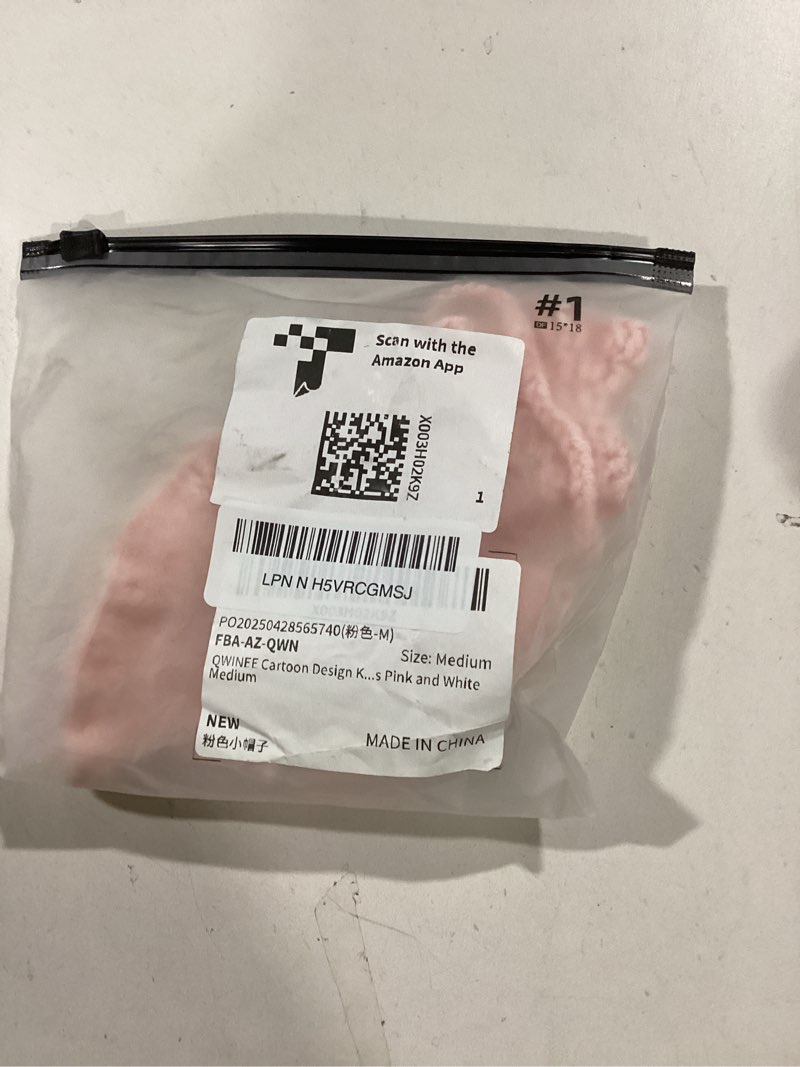 #1
15*18
Scan with the
Amazon App
X003H02K9Z
1
LPN N H5VRCGMSJ
PO20250428565740(粉色-M)
FBA-AZ-QWN
Size: Medium
QWINEE Cartoon Design K...s Pink and White
Medium
NEW
粉色小帽子
MADE IN CHINA